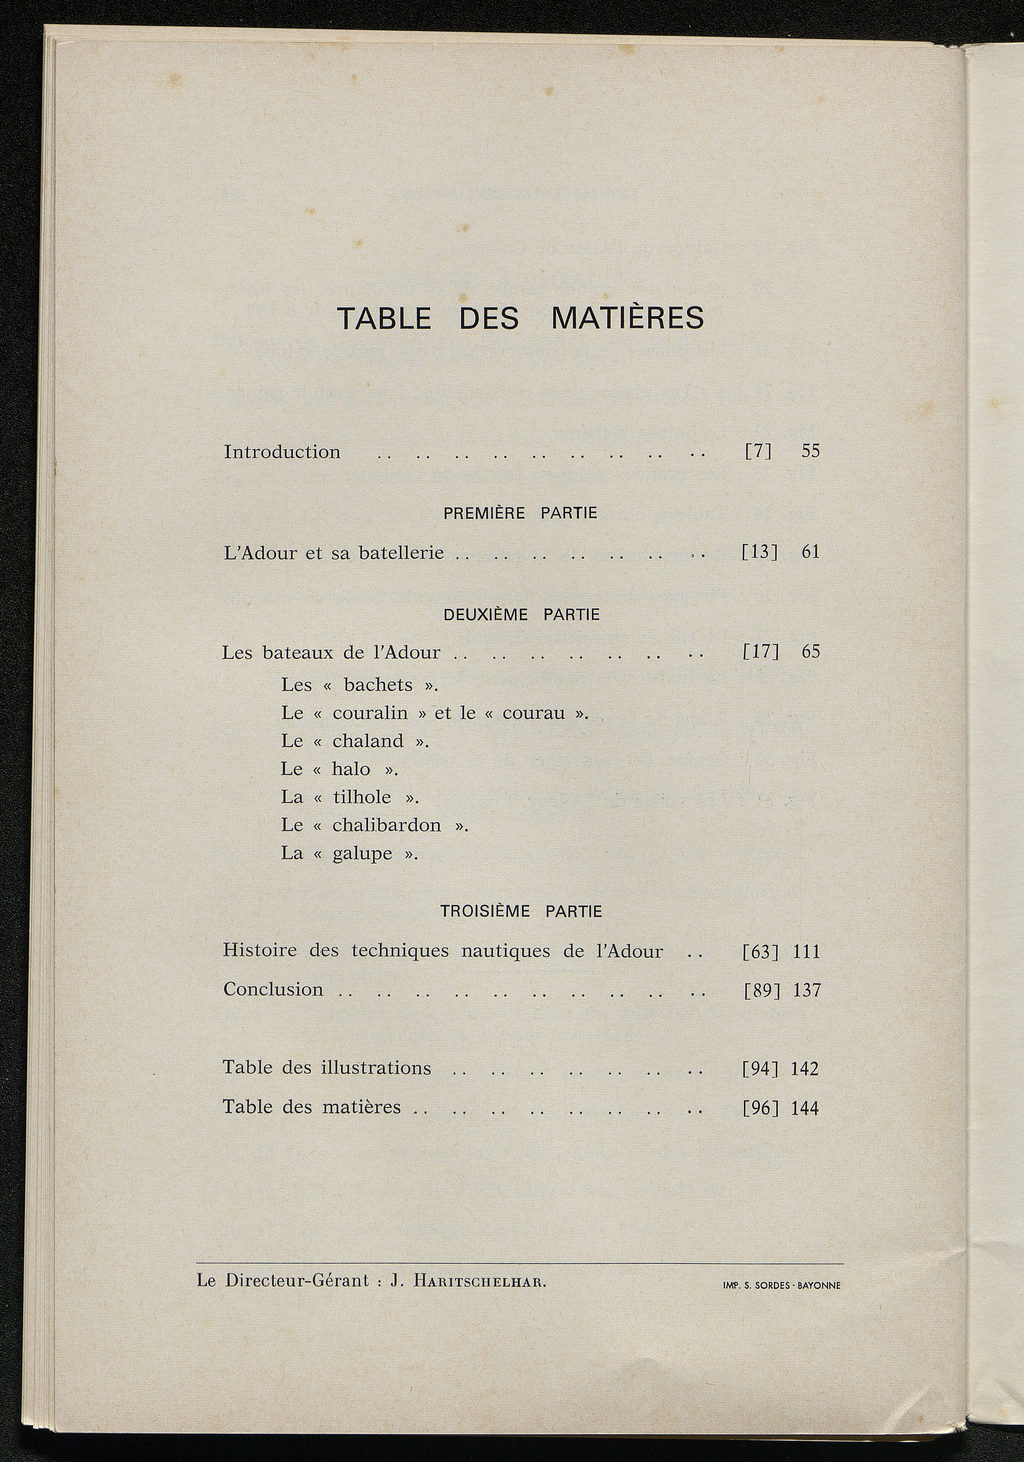 TABLE DES MATIÈRES
Introduction .. .. .. .. .. .. .. .. .. [7] 55
PREMIÈRE PARTIE
L'Adour et sa batellerie .. .. .. .. .. .. .. [13] 61
DEUXIÈME PARTIE
Les bateaux de l'Adour .. .. .. .. .. .. .. [17] 65
Les « bachets ».
Le « couralin » et le « courau ».
Le « chaland ».
Le « halo ».
La « tilhole ».
Le « chalibardon ».
La « galupe ».
TROISIÈME PARTIE
Histoire des techniques nautiques de l'Adour .. [63] 111
Conclusion .. .. .. .. .. .. .. .. .. .. [89] 137
Table des illustrations .. .. .. .. .. .. .. [94] 142
Table des matières .. .. .. .. .. .. .. .. [96] 144
Le Directeur-Gérant : J. HARITSCHELHAR.
IMP. S. SORDES - BAYONNE